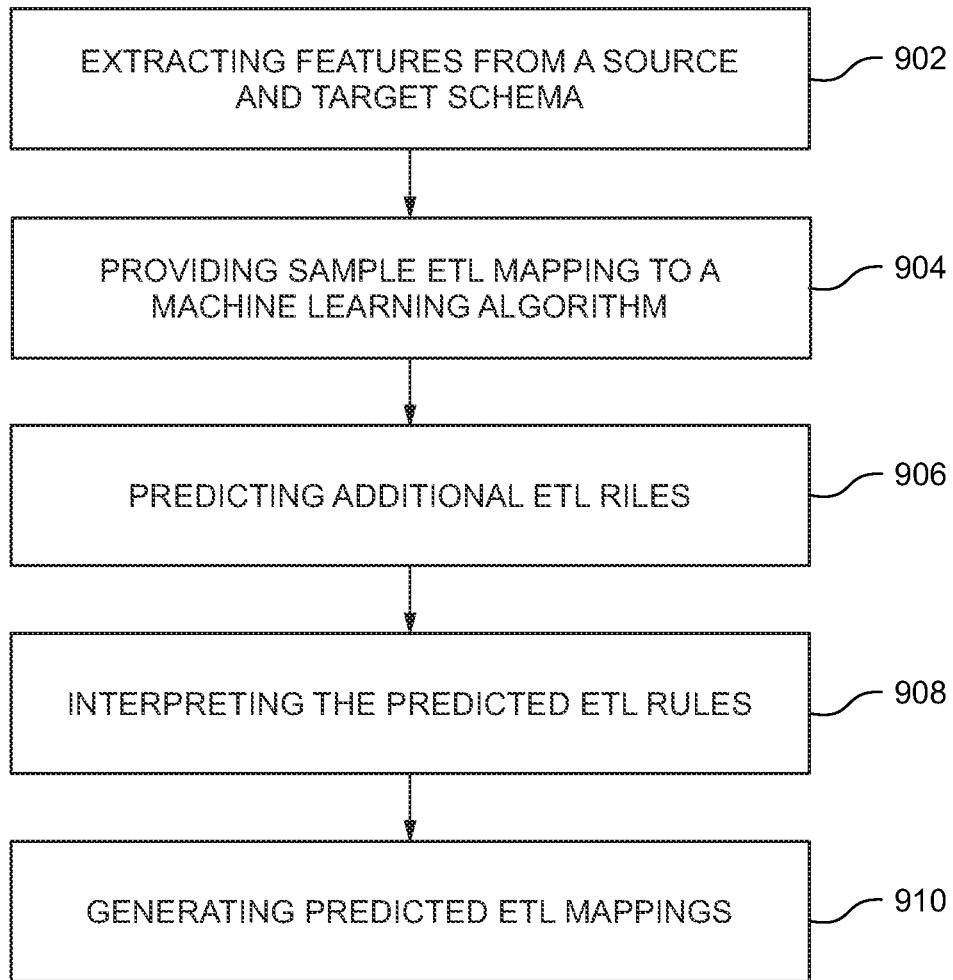 EXTRACTING FEATURES FROM A SOURCE
AND TARGET SCHEMA
902
PROVIDING SAMPLE ETL MAPPING TO A
MACHINE LEARNING ALGORITHM
904
PREDICTING ADDITIONAL ETL RILES
906
INTERPRETING THE PREDICTED ETL RULES
908
GENERATING PREDICTED ETL MAPPINGS
910